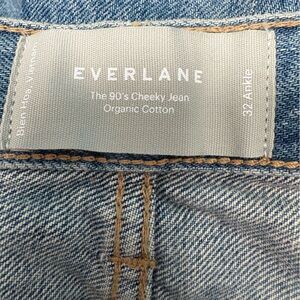 EVERLANE
The 90's Cheeky Jean
Organic Cotton
32 Ankle
Bien Hoa, Vietnam